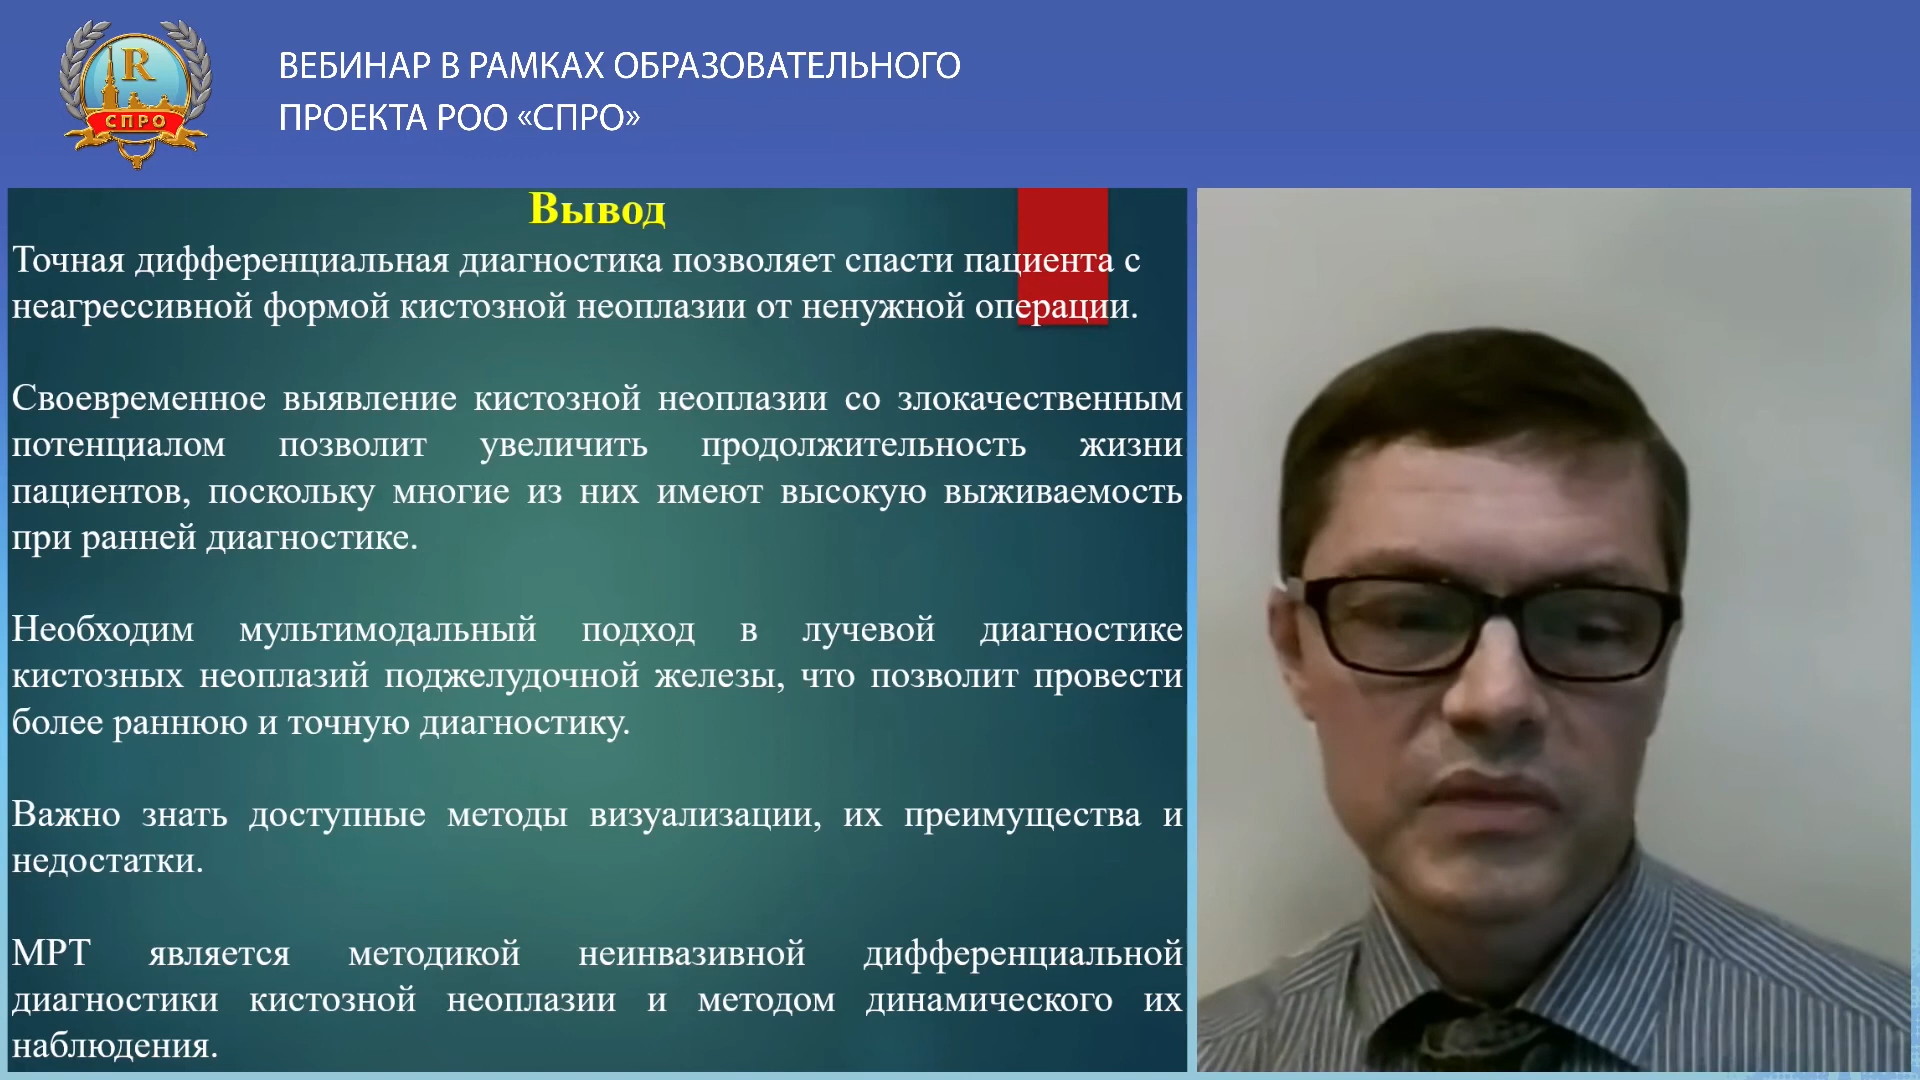 R
СПРО
ВЕБИНАР В РАМКАХ ОБРАЗОВАТЕЛЬНОГО
ПРОЕКТА РОО «СПРО»
Вывод
Точная дифференциальная диагностика позволяет спасти пациента с
неагрессивной формой кистозной неоплазии от ненужной операции.
Своевременное выявление кистозной неоплазии со злокачественным
потенциалом позволит увеличить продолжительность жизни
пациентов, поскольку многие из них имеют высокую выживаемость
при ранней диагностике.
Необходим мультимодальный подход в лучевой диагностике
кистозных неоплазий поджелудочной железы, что позволит провести
более раннюю и точную диагностику.
Важно знать доступные методы визуализации, их преимущества и
недостатки.
МРТ является методикой неинвазивной дифференциальной
диагностики кистозной неоплазии и методом динамического их
наблюдения.